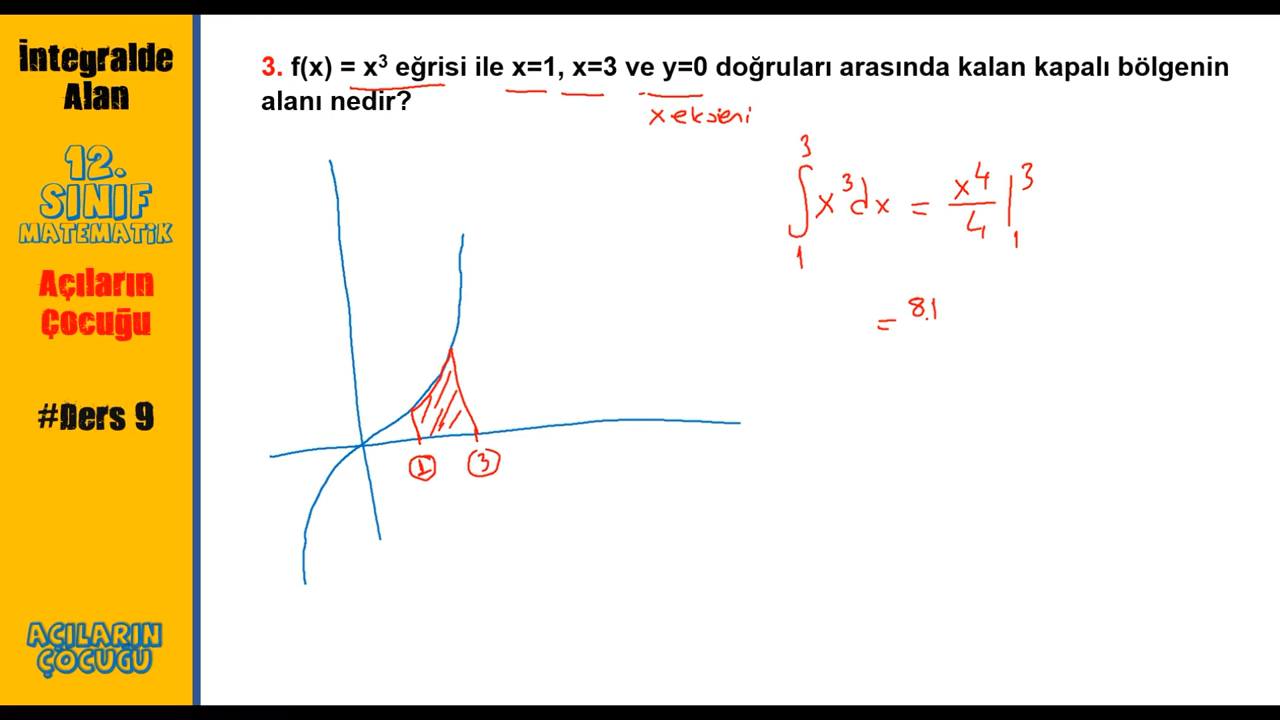 İntegralde
Alan
12.
SINIF
MATEMATİK
Açıların
Çocuğu
#Ders 9
AÇILARIN
ÇOCUĞU
3. f(x) = x³ eğrisi ile x=1, x=3 ve y=0 doğruları arasında kalan kapalı bölgenin
alanı nedir?
x ekseni
∫₁³ x³dx = x⁴/4 |₁³
= 81
1 3